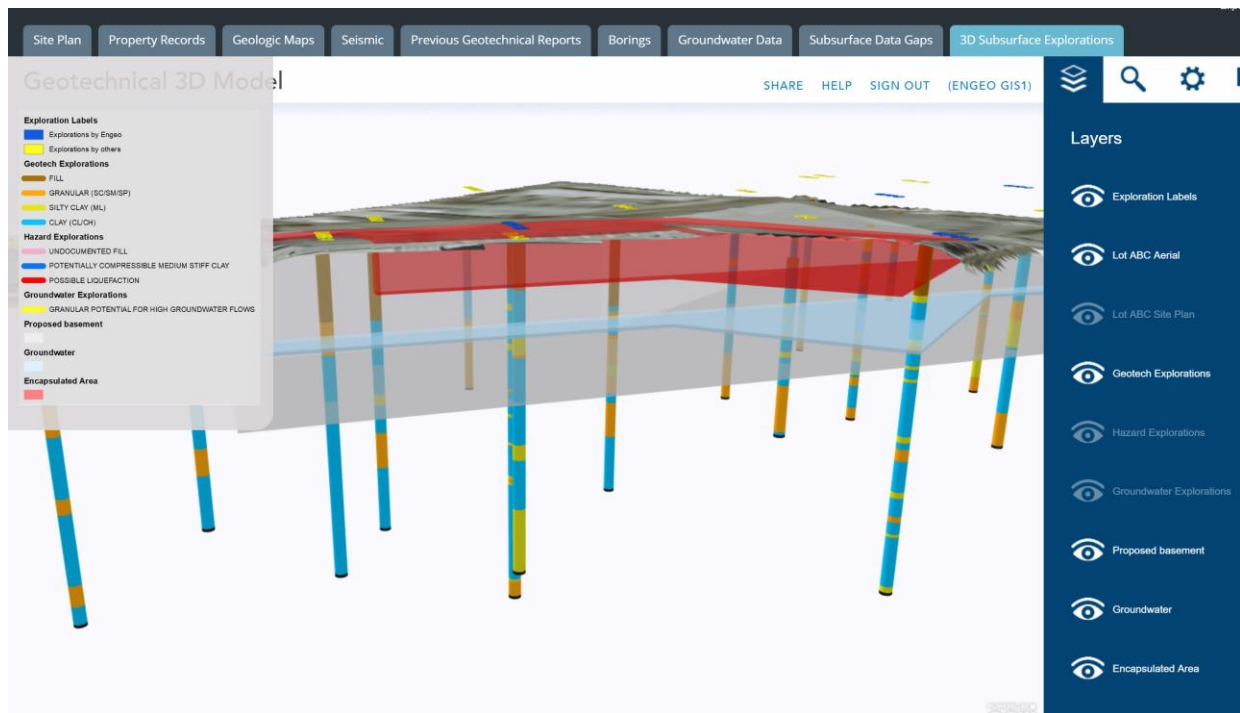 Site Plan
Property Records
Geologic Maps
Seismic
Previous Geotechnical Reports
Borings
Groundwater Data
Subsurface Data Gaps
3D Subsurface Explorations
Geotechnical 3D Model
SHARE HELP SIGN OUT (ENGEO GIS1)
Exploration Labels
Explorations by Engeo
Explorations by others
Geotech Explorations
FILL
GRANULAR (SC/SM/SP)
SILTY CLAY (ML)
CLAY (CL/CH)
Hazard Explorations
UNDOCUMENTED FILL
POTENTIALLY COMPRESSIBLE MEDIUM STIFF CLAY
POSSIBLE LIQUEFACTION
Groundwater Explorations
GRANULAR POTENTIAL FOR HIGH GROUNDWATER FLOWS
Proposed basement
Groundwater
Encapsulated Area
Layers
Exploration Labels
Lot ABC Aerial
Lot ABC Site Plan
Geotech Explorations
Hazard Explorations
Groundwater Explorations
Proposed basement
Groundwater
Encapsulated Area